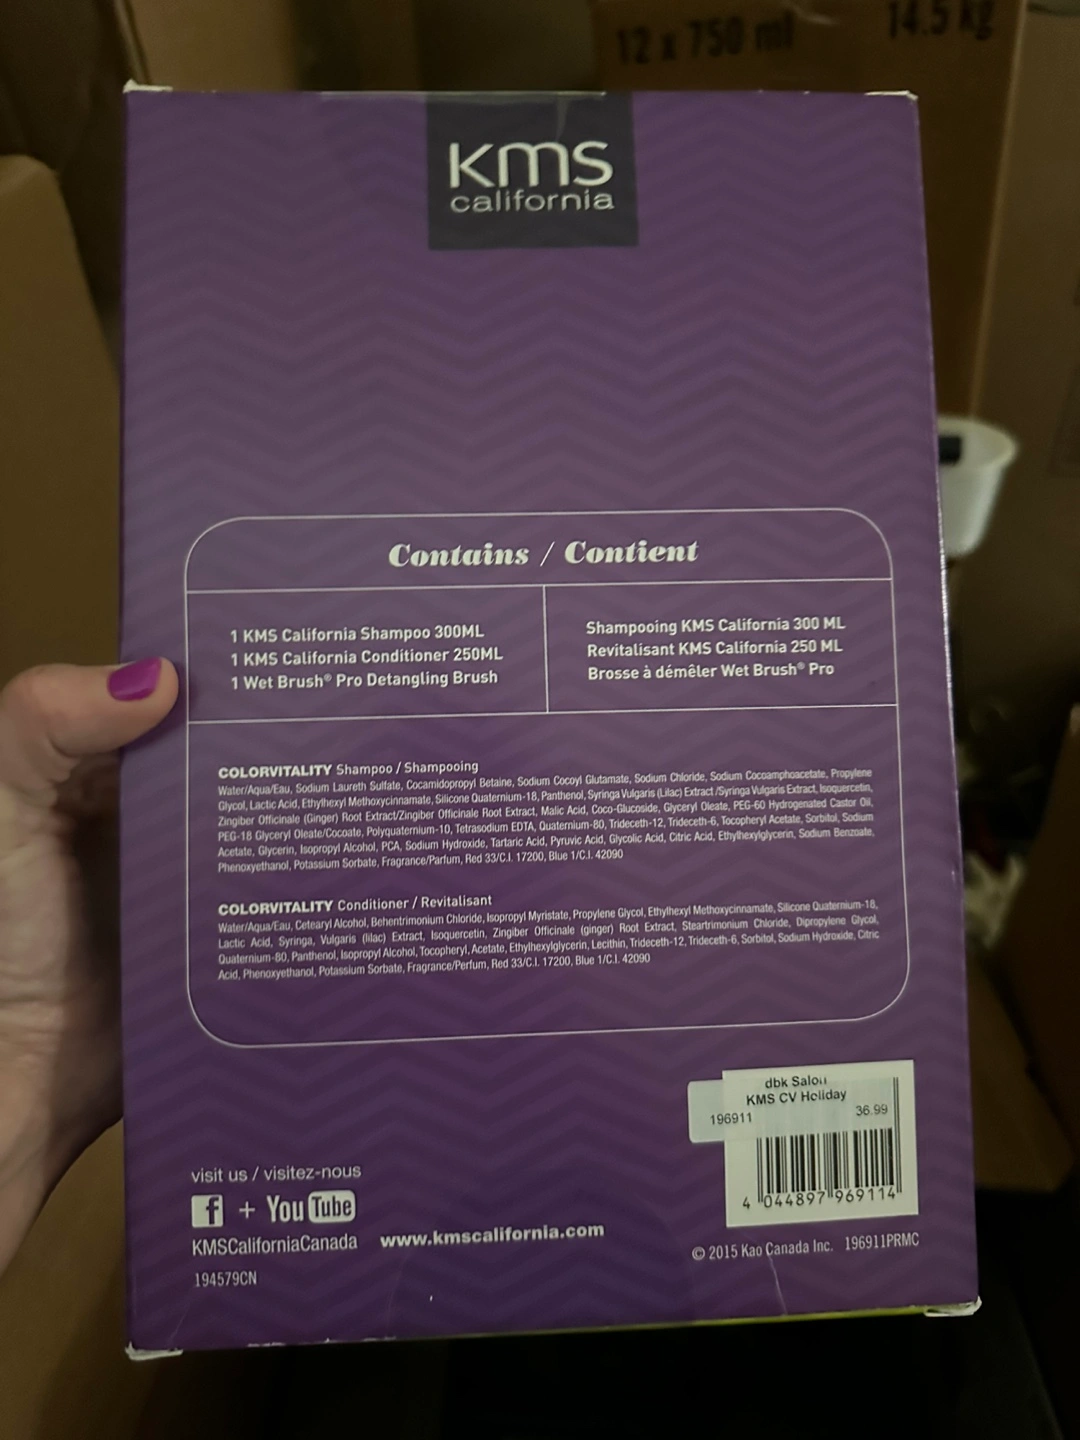 12 x 750 ml
14.5 kg
kms
california
Contains / Contient
1 KMS California Shampoo 300ML
1 KMS California Conditioner 250ML
1 Wet Brush® Pro Detangling Brush
Shampooing KMS California 300 ML
Revitalisant KMS California 250 ML
Brosse à démêler Wet Brush® Pro
COLORVITALITY Shampoo / Shampooing
Water/Aqua/Eau, Sodium Laureth Sulfate, Cocamidopropyl Betaine, Sodium Cocoyl Glutamate, Sodium Chloride, Sodium Cocoamphoacetate, Propylene
Glycol, Lactic Acid, Ethylhexyl Methoxycinnamate, Silicone Quaternium-18, Panthenol, Syringa Vulgaris (Lilac) Extract /Syringa Vulgaris Extract, Isoquercetin,
Zingiber Officinale (Ginger) Root Extract/Zingiber Officinale Root Extract, Malic Acid, Coco-Glucoside, Glyceryl Oleate, PEG-60 Hydrogenated Castor Oil,
PEG-18 Glyceryl Oleate/Cocoate, Polyquaternium-10, Tetrasodium EDTA, Quaternium-80, Trideceth-12, Trideceth-6, Tocopheryl Acetate, Sorbitol, Sodium
Acetate, Glycerin, Isopropyl Alcohol, PCA, Sodium Hydroxide, Tartaric Acid, Pyruvic Acid, Glycolic Acid, Citric Acid, Ethylhexylglycerin, Sodium Benzoate,
Phenoxyethanol, Potassium Sorbate, Fragrance/Parfum, Red 33/C.I. 17200, Blue 1/C.I. 42090
COLORVITALITY Conditioner / Revitalisant
Water/Aqua/Eau, Cetearyl Alcohol, Behentrimonium Chloride, Isopropyl Myristate, Propylene Glycol, Ethylhexyl Methoxycinnamate, Silicone Quaternium-18,
Lactic Acid, Syringa, Vulgaris (lilac) Extract, Isoquercetin, Zingiber Officinale (ginger) Root Extract, Steartrimonium Chloride, Dipropylene Glycol,
Quaternium-80, Panthenol, Isopropyl Alcohol, Tocopheryl, Acetate, Ethylhexylglycerin, Lecithin, Trideceth-12, Trideceth-6, Sorbitol, Sodium Hydroxide, Citric
Acid, Phenoxyethanol, Potassium Sorbate, Fragrance/Perfum, Red 33/C.I. 17200, Blue 1/C.I. 42090
dbk Salon
KMS CV Holiday
196911 36.99
4 044897 969114
visit us / visitez-nous
f + YouTube
KMSCaliforniaCanada www.kmscalifornia.com
© 2015 Kao Canada Inc. 196911PRMC
194579CN